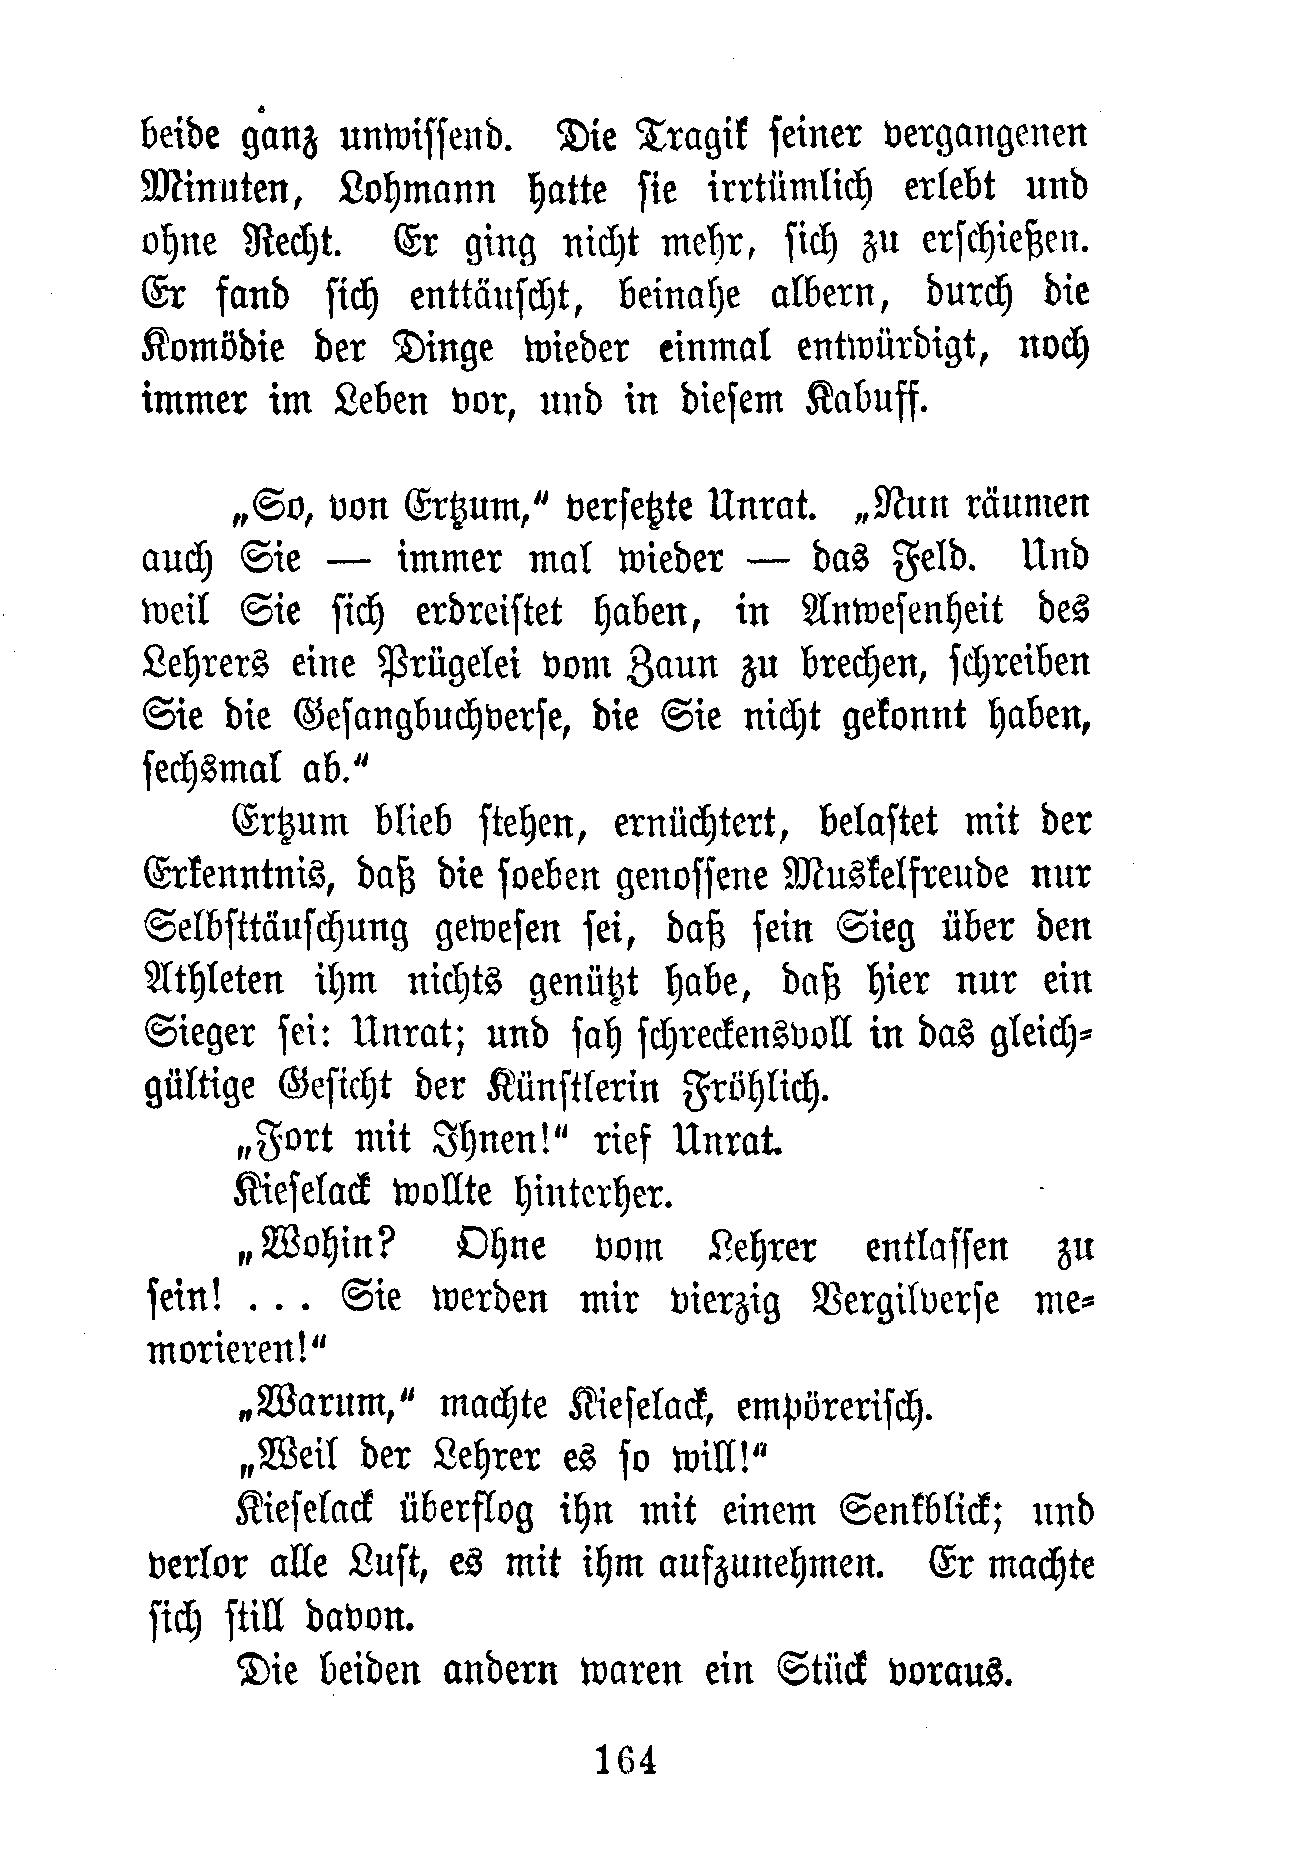 beide ganz unwissend. Die Tragik seiner vergangenen
Minuten, Lohmann hatte sie irrtümlich erlebt und
ohne Recht. Er ging nicht mehr, sich zu erschießen.
Er fand sich enttäuscht, beinahe albern, durch die
Komödie der Dinge wieder einmal entwürdigt, noch
immer im Leben vor, und in diesem Kabuff.
„So, von Ertzum,“ versetzte Unrat. „Nun räumen
auch Sie — immer mal wieder — das Feld. Und
weil Sie sich erdreistet haben, in Anwesenheit des
Lehrers eine Prügelei vom Zaun zu brechen, schreiben
Sie die Gesangbuchverse, die Sie nicht gekonnt haben,
sechsmal ab.“
Ertzum blieb stehen, ernüchtert, belastet mit der
Erkenntnis, daß die soeben genossene Muskelfreude nur
Selbsttäuschung gewesen sei, daß sein Sieg über den
Athleten ihm nichts genützt habe, daß hier nur ein
Sieger sei: Unrat; und sah schreckensvoll in das gleich-
gültige Gesicht der Künstlerin Fröhlich.
„Fort mit Ihnen!“ rief Unrat.
Kieselack wollte hinterher.
„Wohin? Ohne vom Lehrer entlassen zu
sein! . . . Sie werden mir vierzig Vergilverse me-
morieren!“
„Warum,“ machte Kieselack, empörerisch.
„Weil der Lehrer es so will!“
Kieselack überflog ihn mit einem Senkblick; und
verlor alle Lust, es mit ihm aufzunehmen. Er machte
sich still davon.
Die beiden andern waren ein Stück voraus.
164